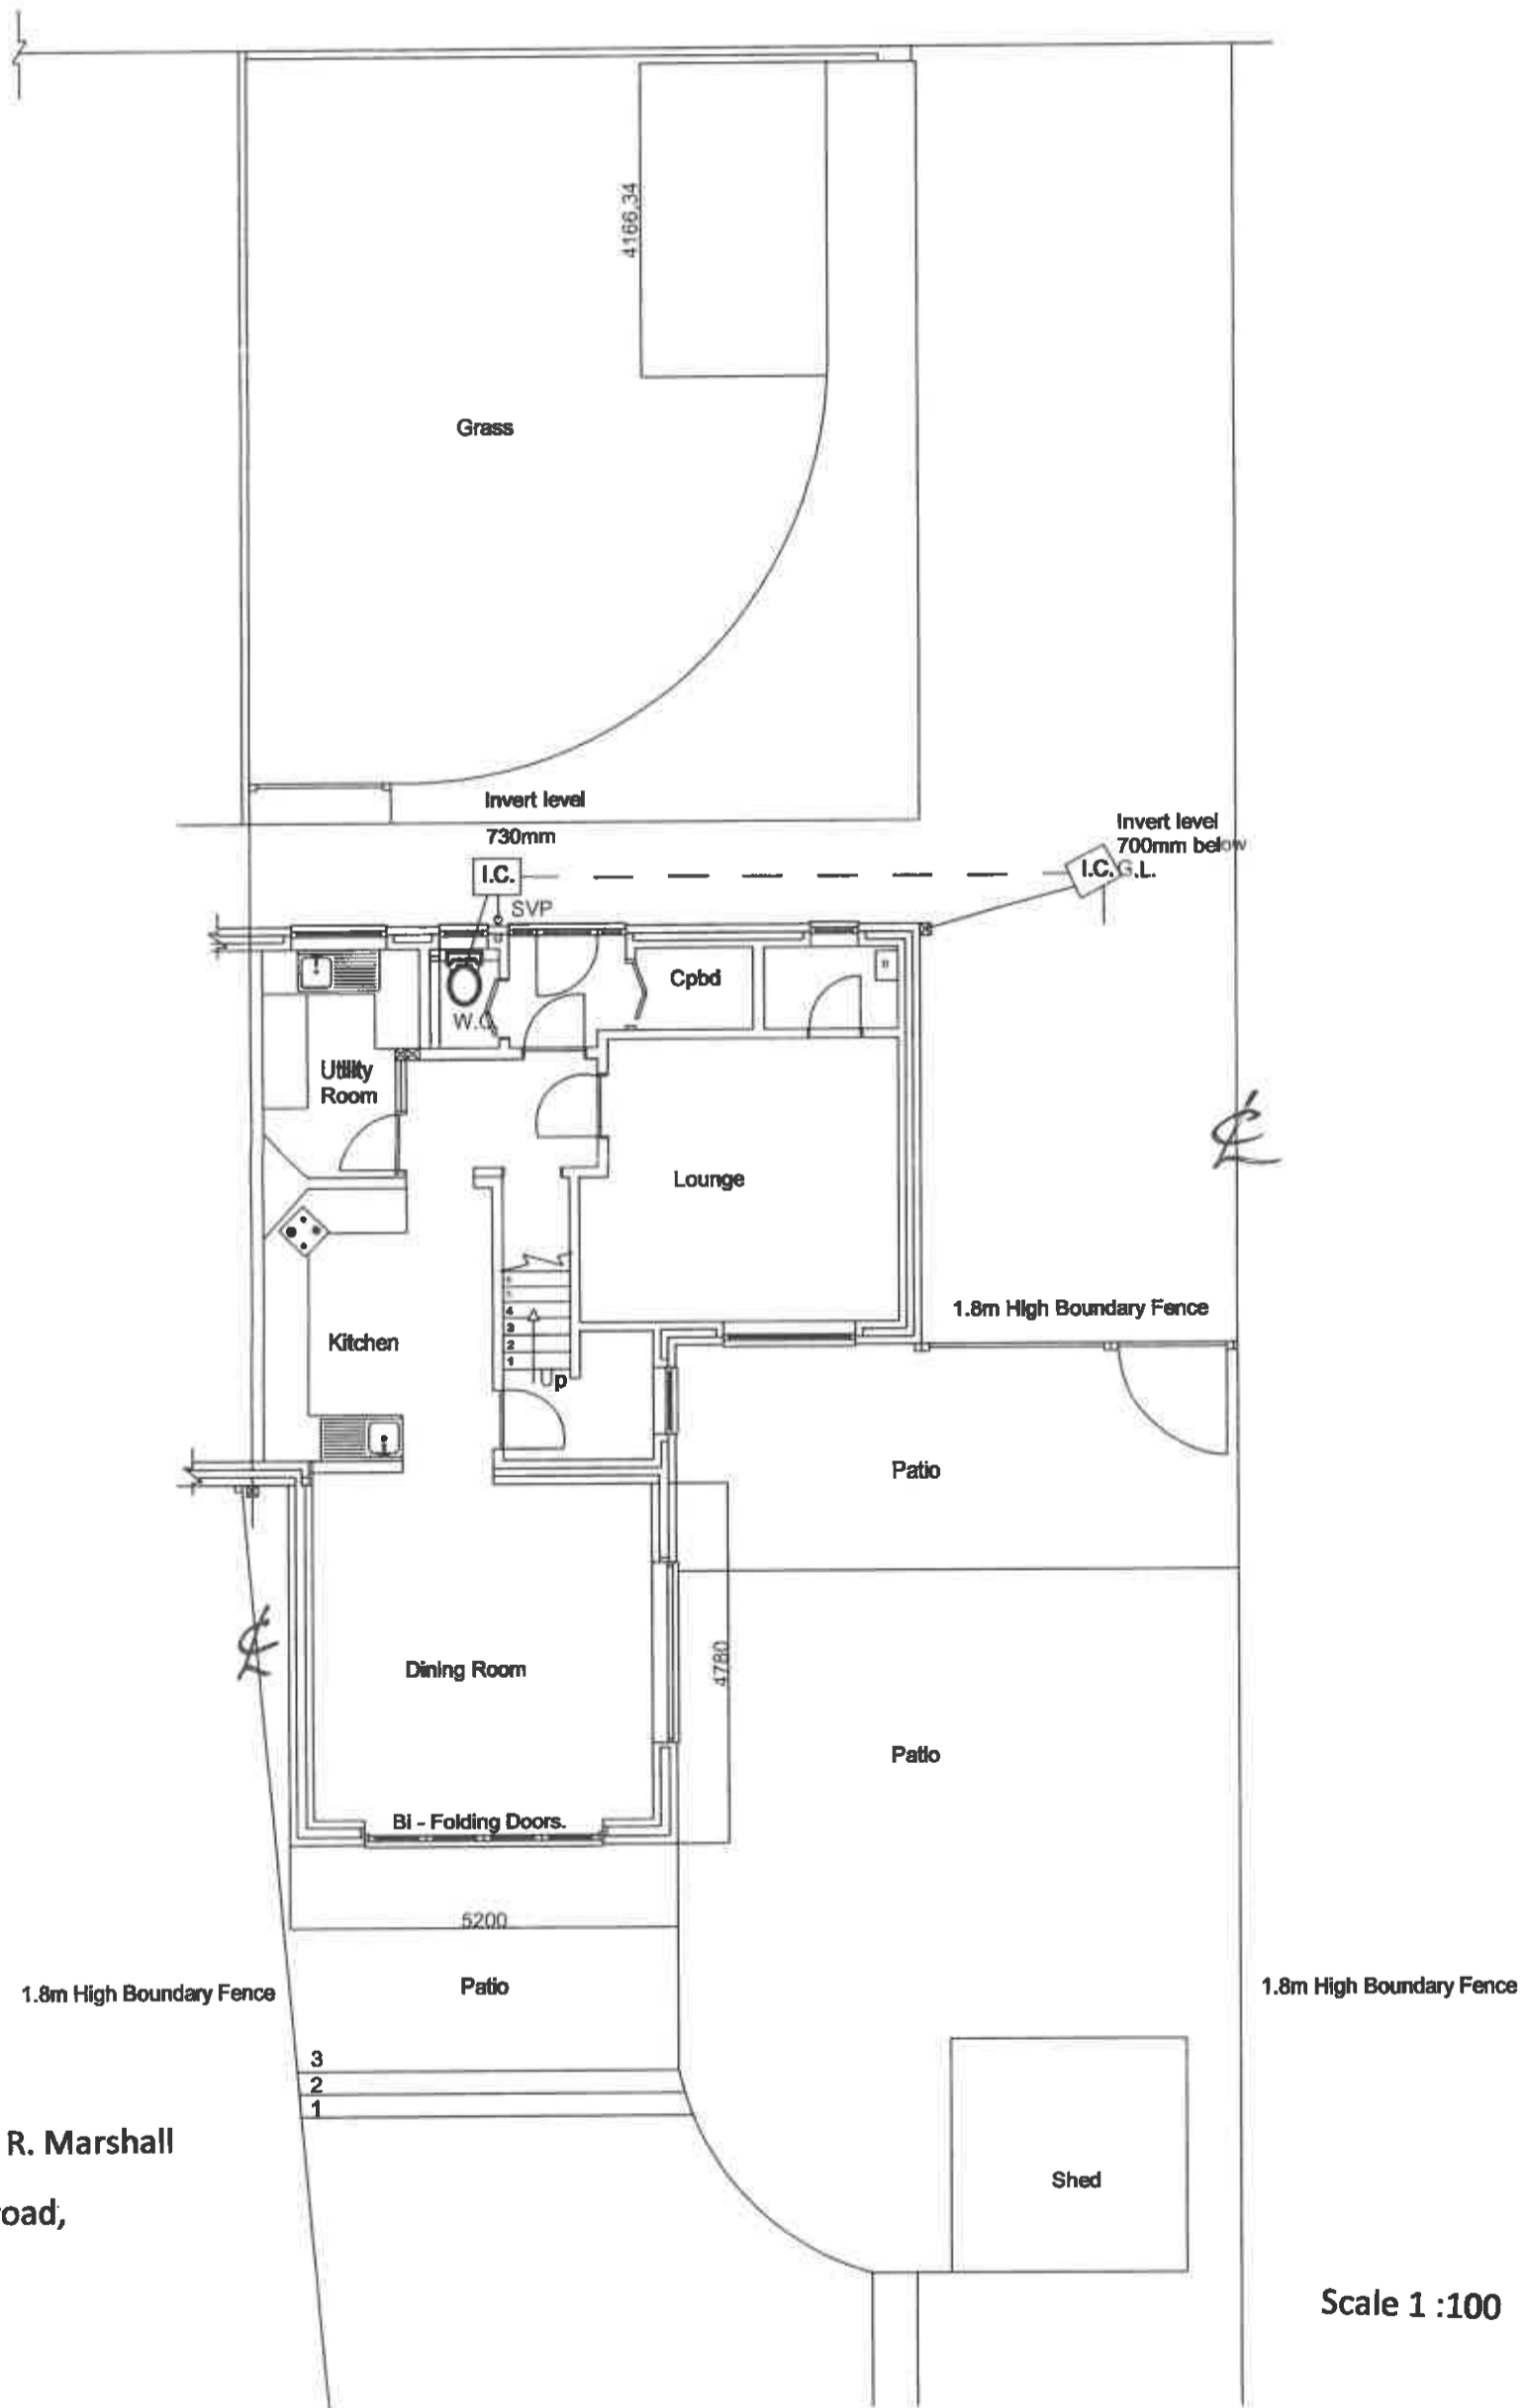 4166,34
Grass
Invert level
730mm
Invert level
700mm below
G.L.
I.C.
I.C.
SVP
Cpbd
W.C
Utility
Room
Lounge
1.8m High Boundary Fence
Kitchen
4
3
2
1
Up
Patio
Dining Room
4780
Patio
Bi - Folding Doors.
5200
1.8m High Boundary Fence
Patio
1.8m High Boundary Fence
3
2
1
R. Marshall
Shed
oad,
Scale 1 :100